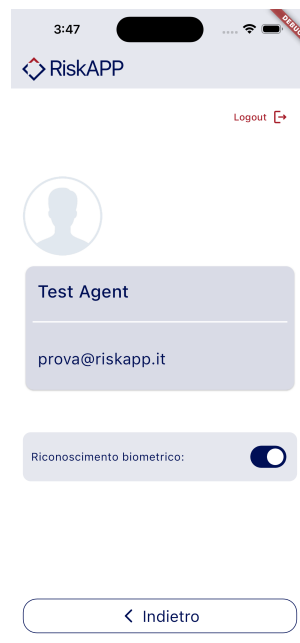 3:47
DEBUG
RiskAPP
Logout
Test Agent
prova@riskapp.it
Riconoscimento biometrico:
Indietro